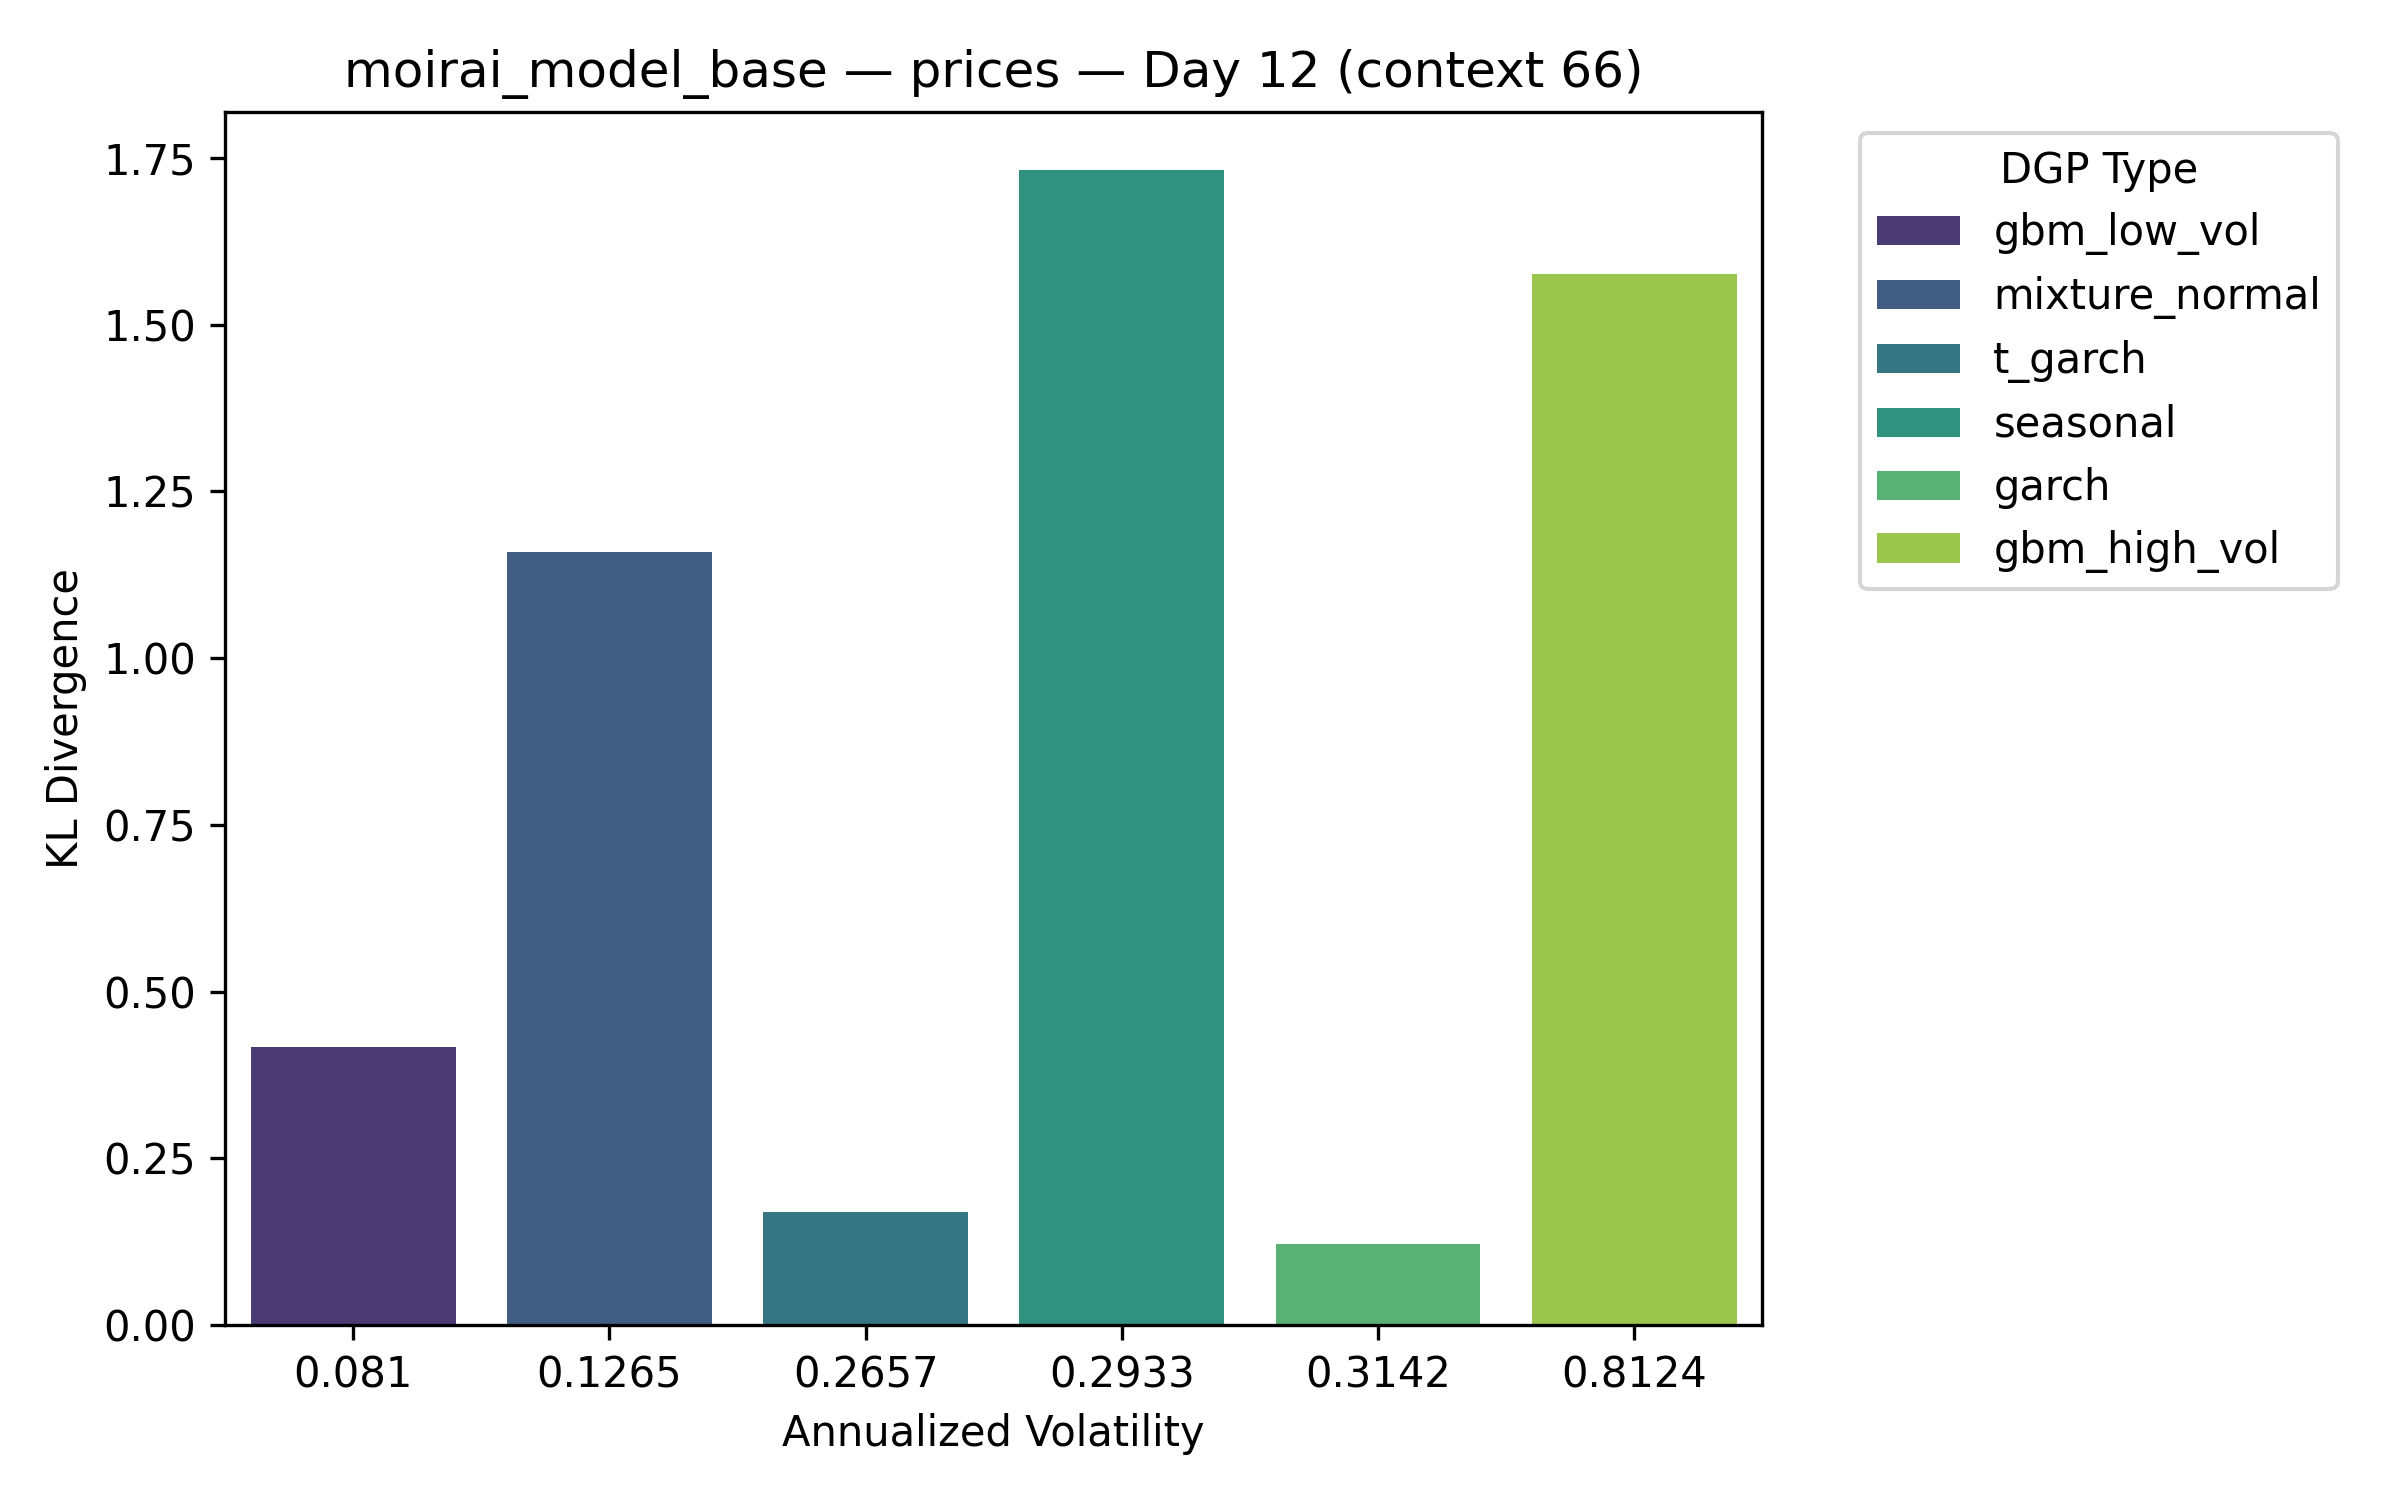 moirai_model_base — prices — Day 12 (context 66)
KL Divergence
1.75
1.50
1.25
1.00
0.75
0.50
0.25
0.00
0.081 0.1265 0.2657 0.2933 0.3142 0.8124
Annualized Volatility
DGP Type
gbm_low_vol
mixture_normal
t_garch
seasonal
garch
gbm_high_vol